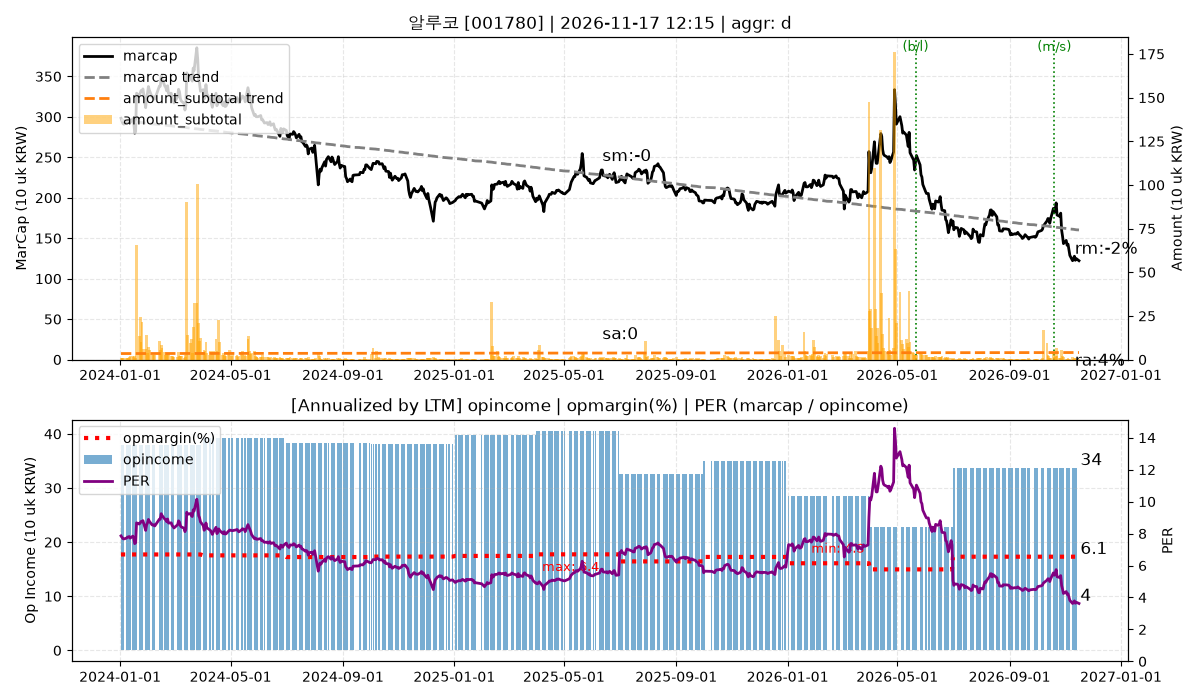 알루코 [001780] | 2026-11-17 12:15 | aggr: d
(b/l)
(m/s)
marcap
marcap trend
amount_subtotal trend
amount_subtotal
MarCap (10 uk KRW)
Amount (10 uk KRW)
350
300
250
200
150
100
50
0
175
150
125
100
75
50
25
0
sm:-0
rm:-2%
sa:0
ra:4%
2024-01-01
2024-05-01
2024-09-01
2025-01-01
2025-05-01
2025-09-01
2026-01-01
2026-05-01
2026-09-01
2027-01-01
[Annualized by LTM] opincome | opmargin(%) | PER (marcap / opincome)
opmargin(%)
opincome
PER
Op Income (10 uk KRW)
PER
40
30
20
10
0
14
12
10
8
6
4
2
0
34
6.1
4
2024-01-01
2024-05-01
2024-09-01
2025-01-01
2025-05-01
2025-09-01
2026-01-01
2026-05-01
2026-09-01
2027-01-01